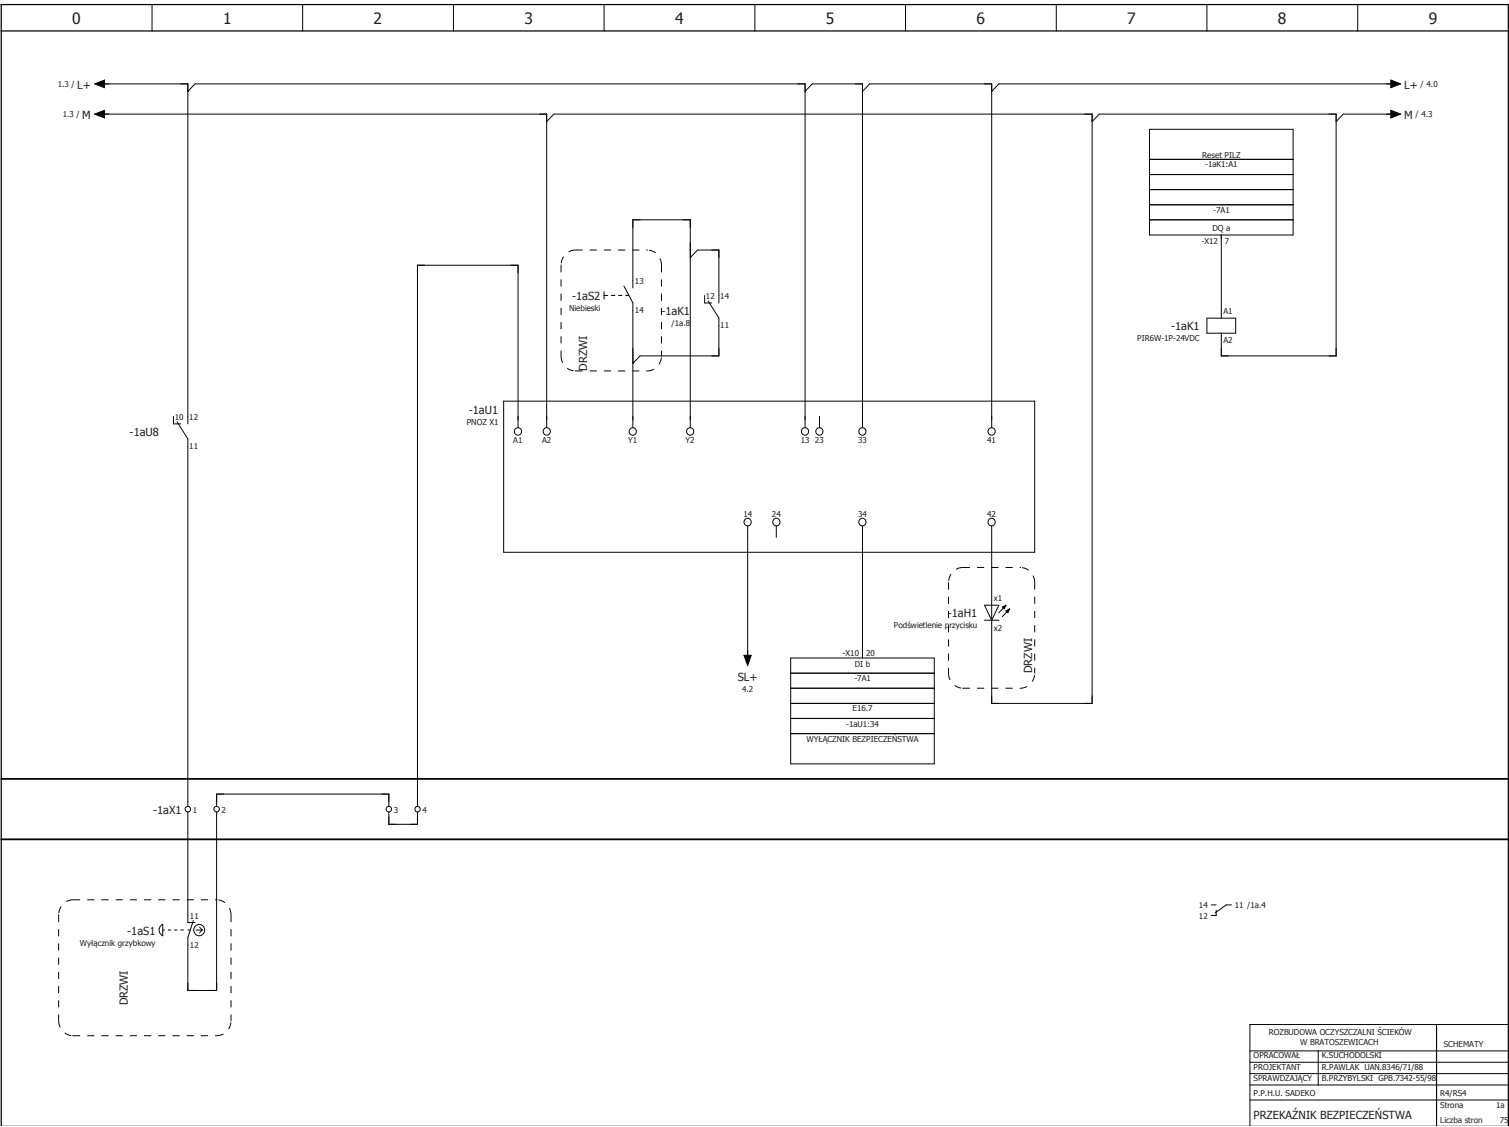 0 1 2 3 4 5 6 7 8 9
1.3 / L+
L+ / 4.0
1.3 / M
M / 4.3
Reset PILZ
-1aK1:A1
-7A1
DQ a
-X12 7
13
-1aS2
Niebieski
14
DRZWI
12 14
-1aK1
/1a.8
11
A1
-1aK1
PIR6W-1P-24VDC
A2
10 12
-1aU8
11
-1aU1
PNOZ X1
A1 A2 Y1 Y2 13 23 33 41
14 24 34 42
x1
-1aH1
Podświetlenie przycisku
x2
DRZWI
SL+
4.2
-X10 20
DI b
-7A1
E16.7
-1aU1:34
WYŁĄCZNIK BEZPIECZEŃSTWA
-1aX1 1 2 3 4
11
-1aS1
Wyłącznik grzybkowy
12
DRZWI
14 11 /1a.4
12
ROZBUDOWA OCZYSZCZALNI ŚCIEKÓW
W BRATOSZEWICACH
SCHEMATY
OPRACOWAŁ K.SUCHODOLSKI
PROJEKTANT R.PAWLAK UAN.8346/71/88
SPRAWDZAJĄCY B.PRZYBYLSKI GPB.7342-55/98
P.P.H.U. SADEKO R4/RS4
PRZEKAŹNIK BEZPIECZEŃSTWA
Strona 1a
Liczba stron 75